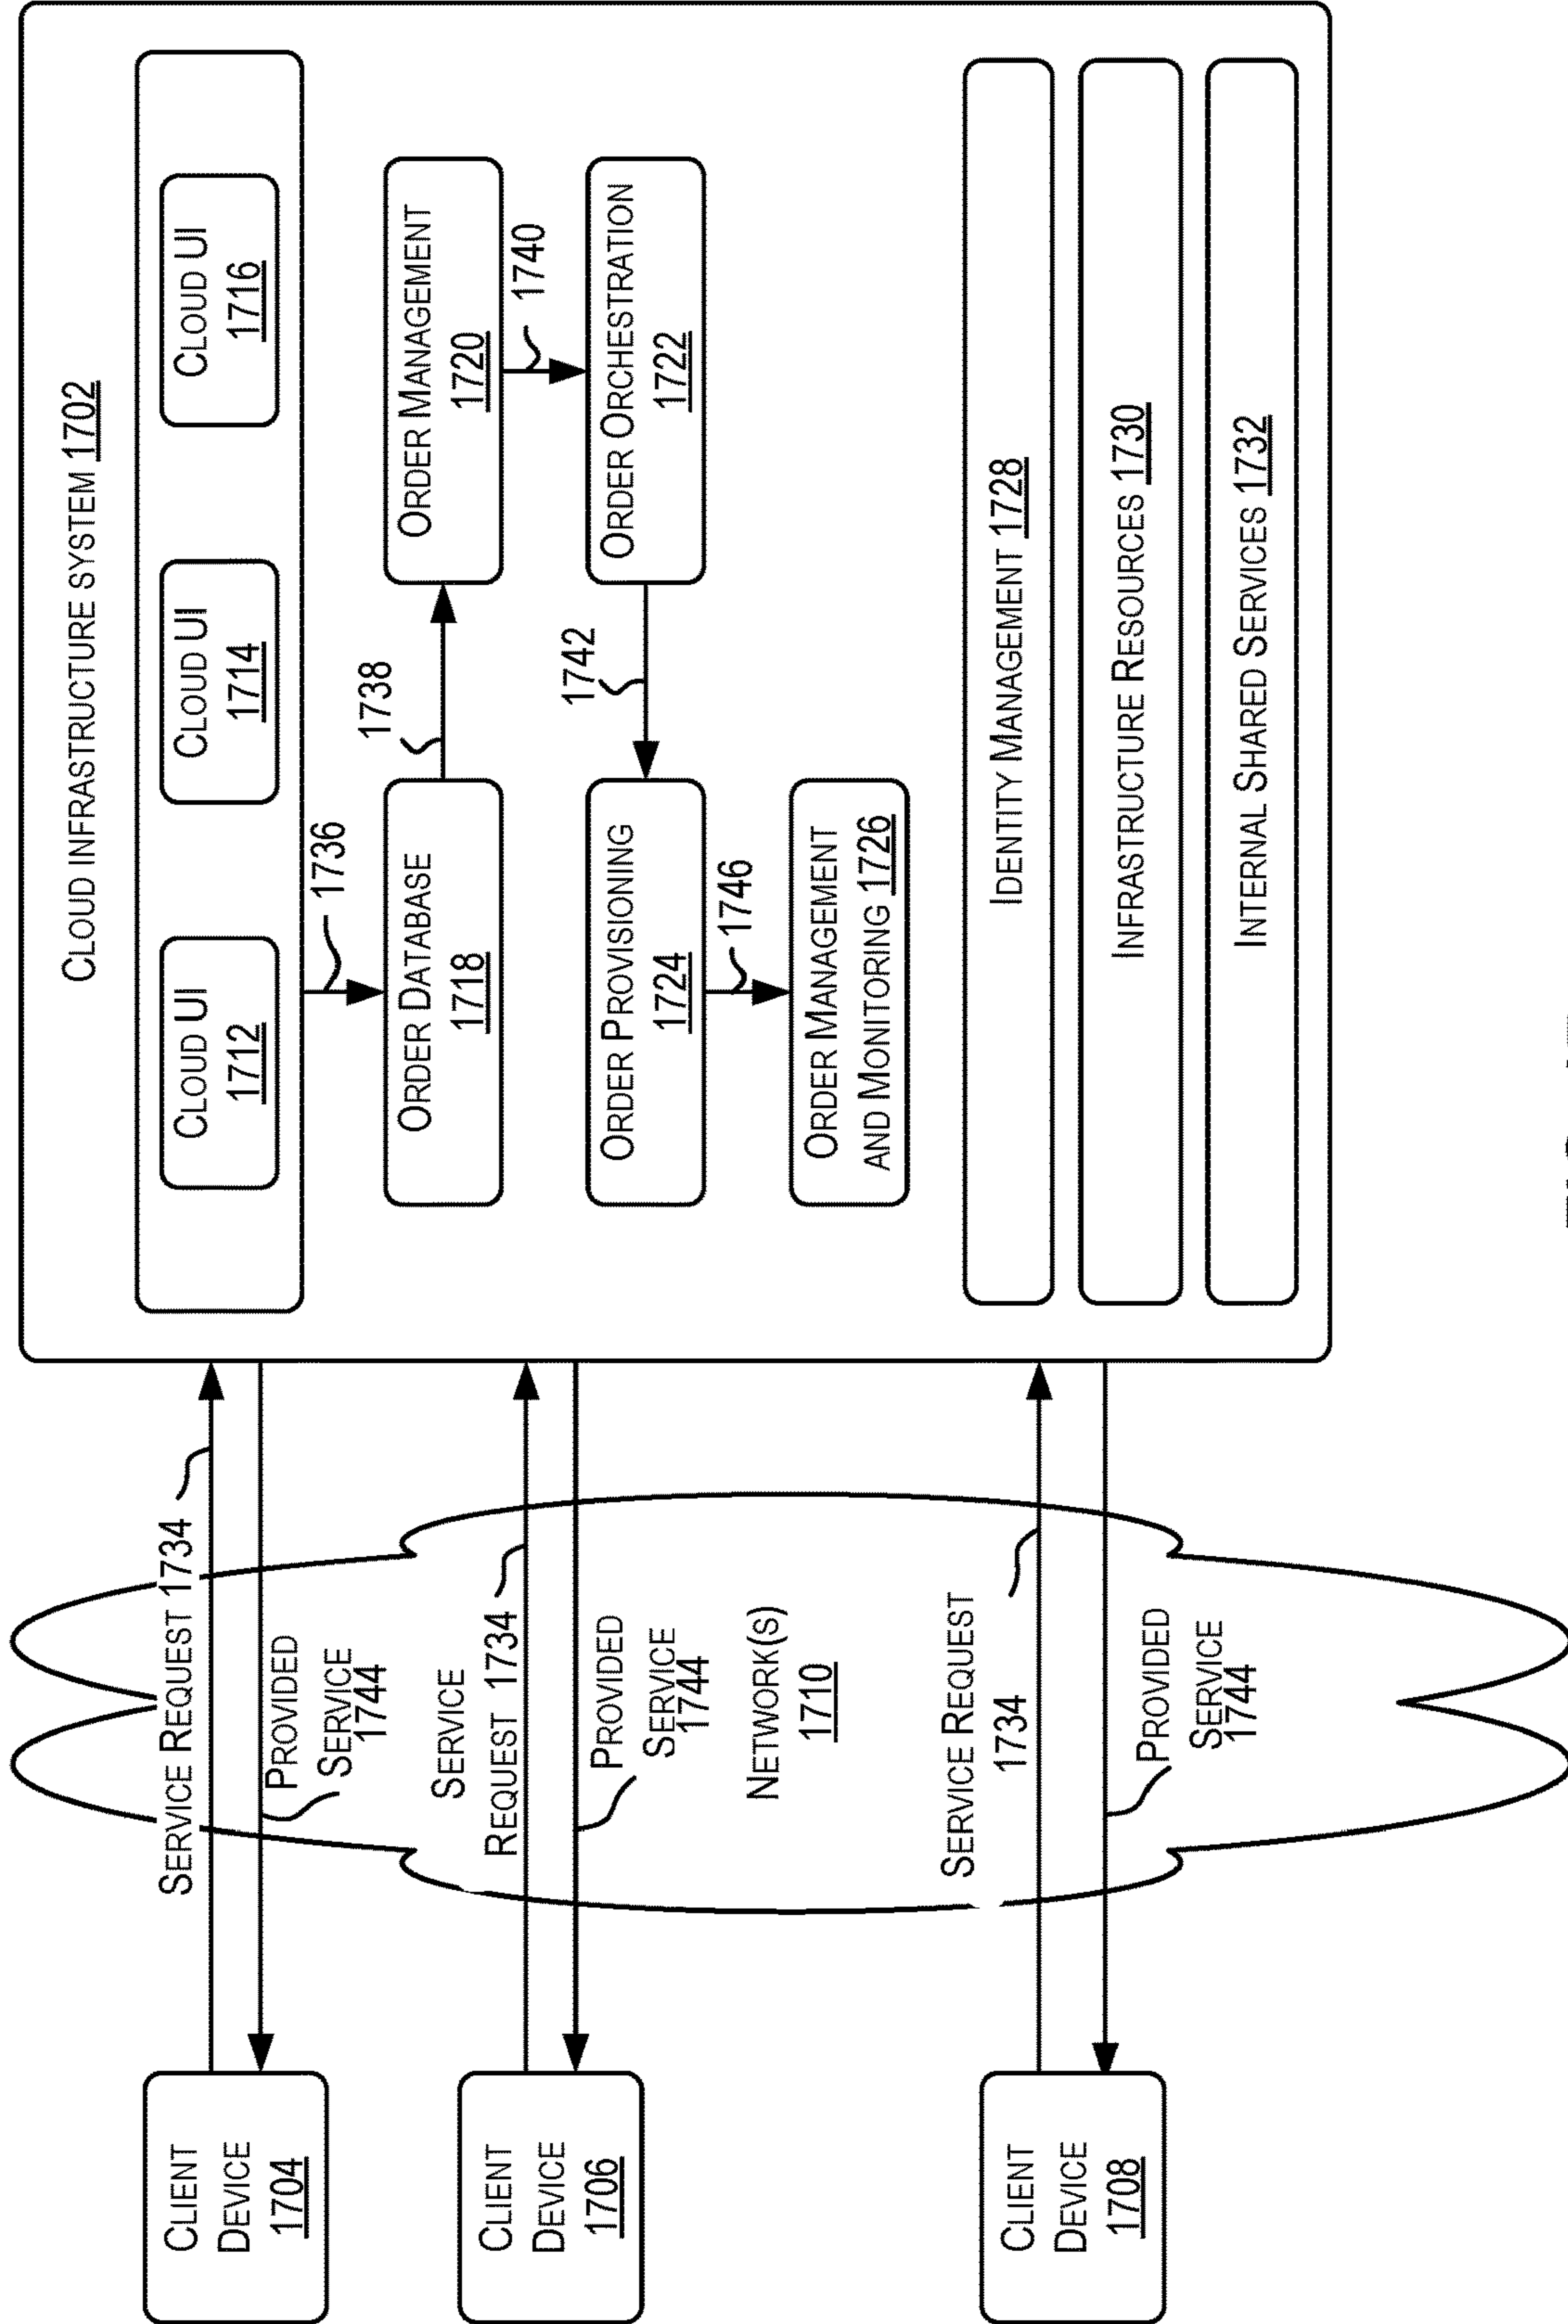 CLOUD INFRASTRUCTURE SYSTEM 1702
CLOUD UI
1712
CLOUD UI
1714
CLOUD UI
1716
1736
ORDER DATABASE
1718
1738
ORDER MANAGEMENT
1720
1740
ORDER PROVISIONING
1724
1742
ORDER ORCHESTRATION
1722
1746
ORDER MANAGEMENT
AND MONITORING 1726
IDENTITY MANAGEMENT 1728
INFRASTRUCTURE RESOURCES 1730
INTERNAL SHARED SERVICES 1732
CLIENT
DEVICE
1704
SERVICE REQUEST 1734
PROVIDED
SERVICE
1744
CLIENT
DEVICE
1706
SERVICE
REQUEST 1734
PROVIDED
SERVICE
1744
NETWORK(S)
1710
CLIENT
DEVICE
1708
SERVICE REQUEST
1734
PROVIDED
SERVICE
1744